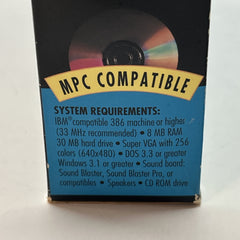 MPC COMPATIBLE
SYSTEM REQUIREMENTS:
IBM® compatible 386 machine or higher
(33 MHz recommended) • 8 MB RAM
30 MB hard drive • Super VGA with 256
colors (640x480) • DOS 3.3 or greater
Windows 3.1 or greater • Sound board:
Sound Blaster, Sound Blaster Pro, or
compatibles • Speakers • CD ROM drive